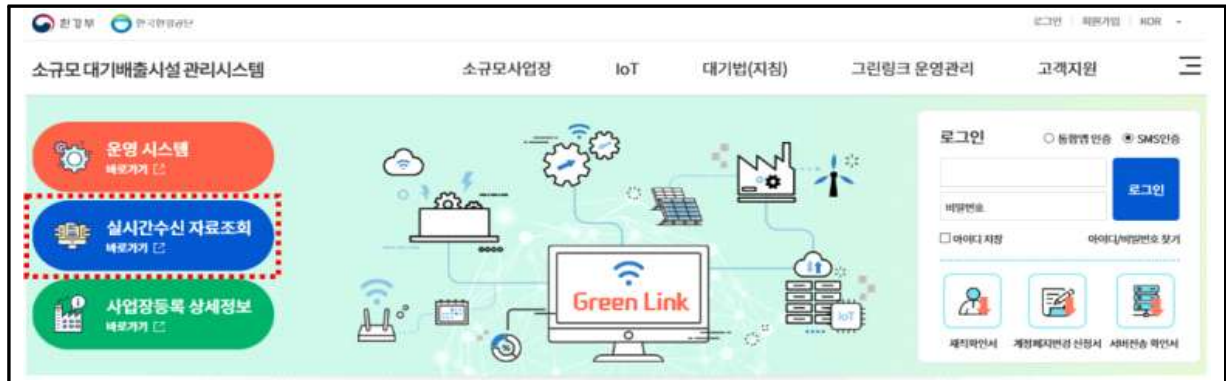 환경부 한국환경공단
로그인 회원가입 KOR
소규모 대기배출시설 관리시스템 소규모사업장 IoT 대기법(지침) 그린링크 운영관리 고객지원
운영 시스템
바로가기
실시간수신 자료조회
바로가기
사업장등록 상세정보
바로가기
Green Link
IoT
로그인 통합앱 인증 SMS인증
로그인
비밀번호
아이디 저장 아이디/비밀번호 찾기
재직확인서 계정폐지변경 신청서 서버전송 확인서